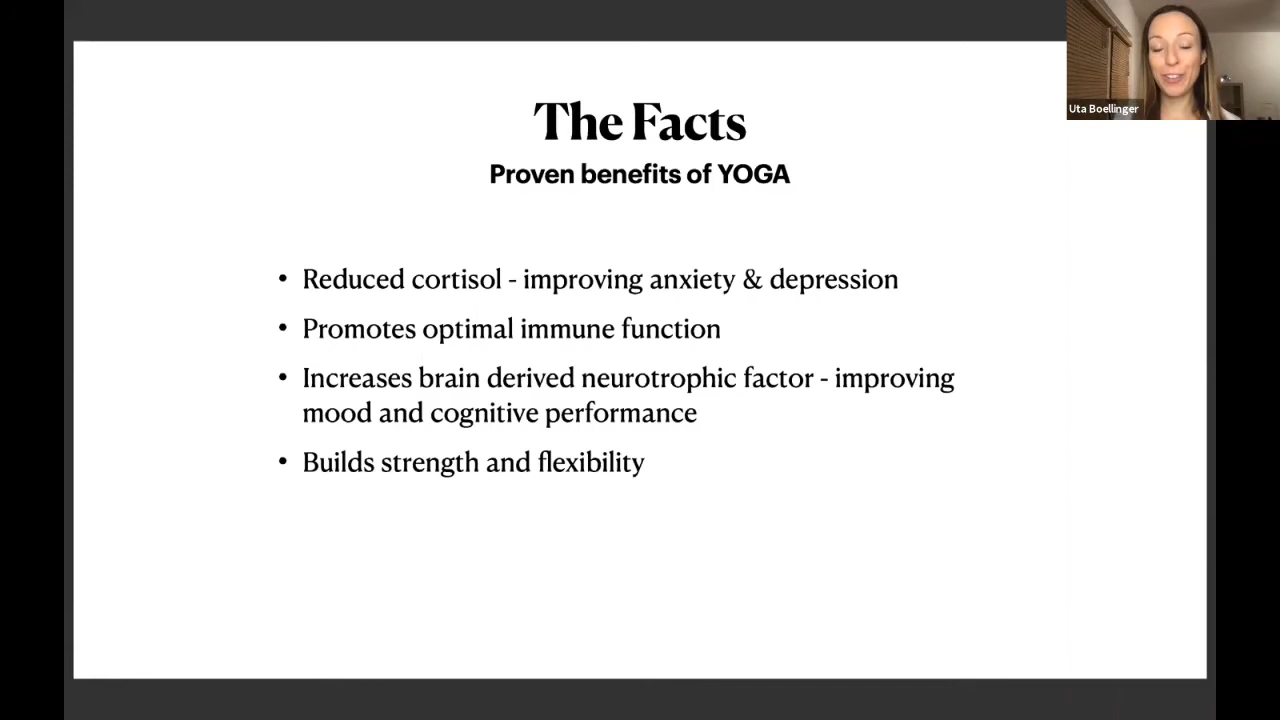 The Facts
Proven benefits of YOGA
• Reduced cortisol - improving anxiety & depression
• Promotes optimal immune function
• Increases brain derived neurotrophic factor - improving
mood and cognitive performance
• Builds strength and flexibility
Uta Boellinger